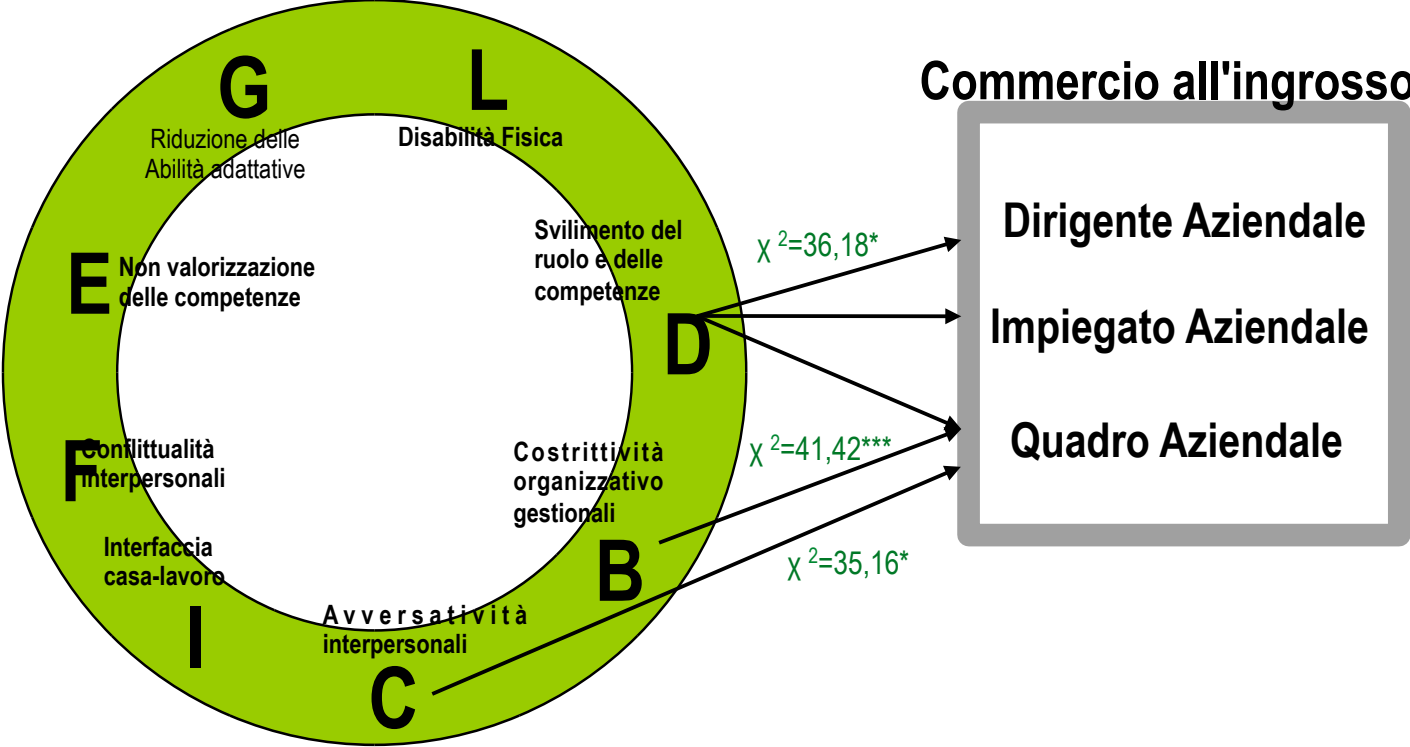 G
Riduzione delle
Abilità adattative
L
Disabilità Fisica
E
Non valorizzazione
delle competenze
Svilimento del
ruolo e delle
competenze
D
F
Conflittualità
interpersonali
Costrittività
organizzativo
gestionali
B
Interfaccia
casa-lavoro
I
Avversatività
interpersonali
C
χ ²=36,18*
χ ²=41,42***
χ ²=35,16*
Commercio all'ingrosso
Dirigente Aziendale
Impiegato Aziendale
Quadro Aziendale